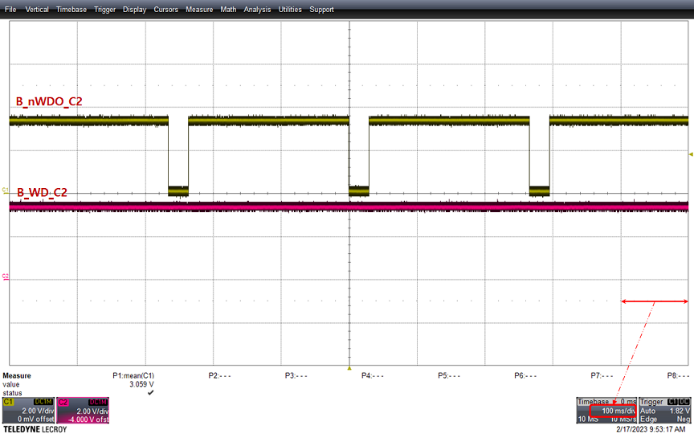 File Vertical Timebase Trigger Display Cursors Measure Math Analysis Utilities Support
B_nWDO_C2
B_WD_C2
Measure P1:mean(C1) P2:--- P3:--- P4:--- P5:--- P6:--- P7:--- P8:---
value 3.059 V
status
C1 DC1M
2.00 V/div
0 mV offset
C2 DC1M
2.00 V/div
-4.000 V ofst
Timebase 0 ms
100 ms/div
10 MS 10 MS/s
Trigger C1 DC
Auto 1.82 V
Edge Neg
TELEDYNE LECROY
2/17/2023 9:53:17 AM